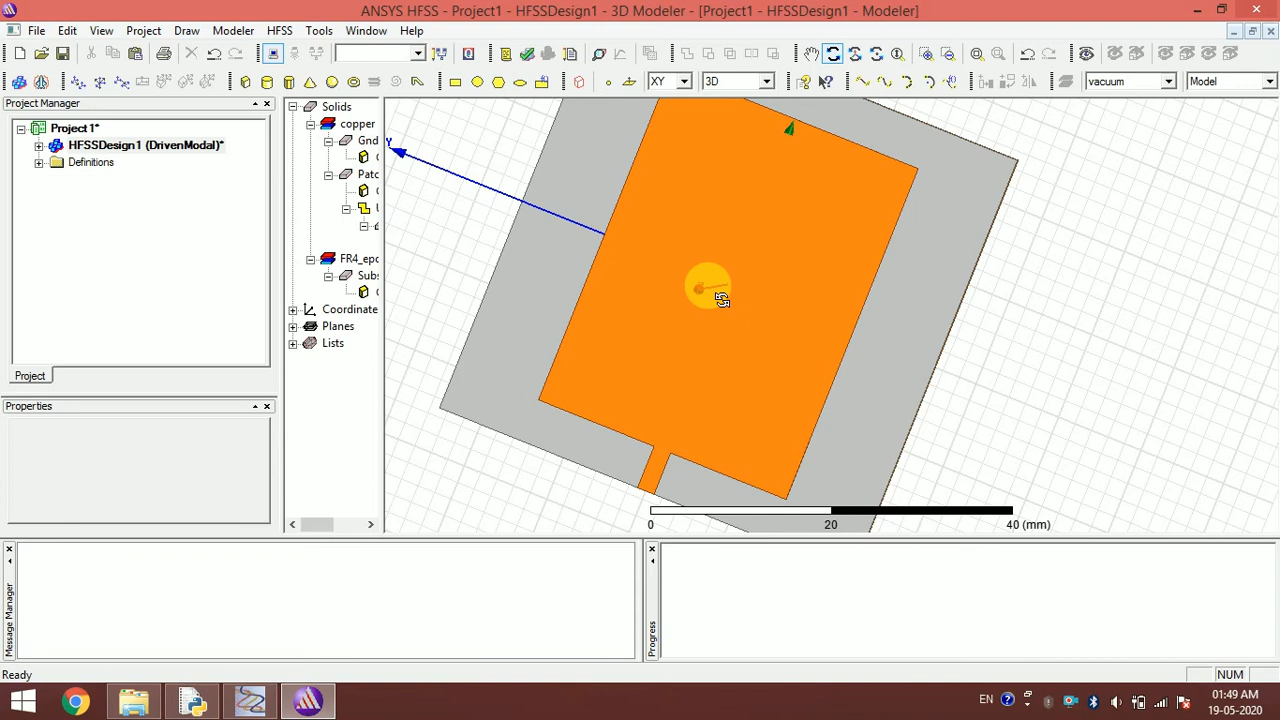 ANSYS HFSS - Project1 - HFSSDesign1 - 3D Modeler - [Project1 - HFSSDesign1 - Modeler]
File Edit View Project Draw Modeler HFSS Tools Window Help
XY 3D vacuum Model
Project Manager
Project1*
HFSSDesign1 (DrivenModal)*
Definitions
Project
Properties
Solids
copper
Gnd
Patc
FR4_epo
Subs
Coordinate
Planes
Lists
Y
0 20 40 (mm)
Message Manager
Progress
Ready
NUM
EN
01:49 AM
19-05-2020